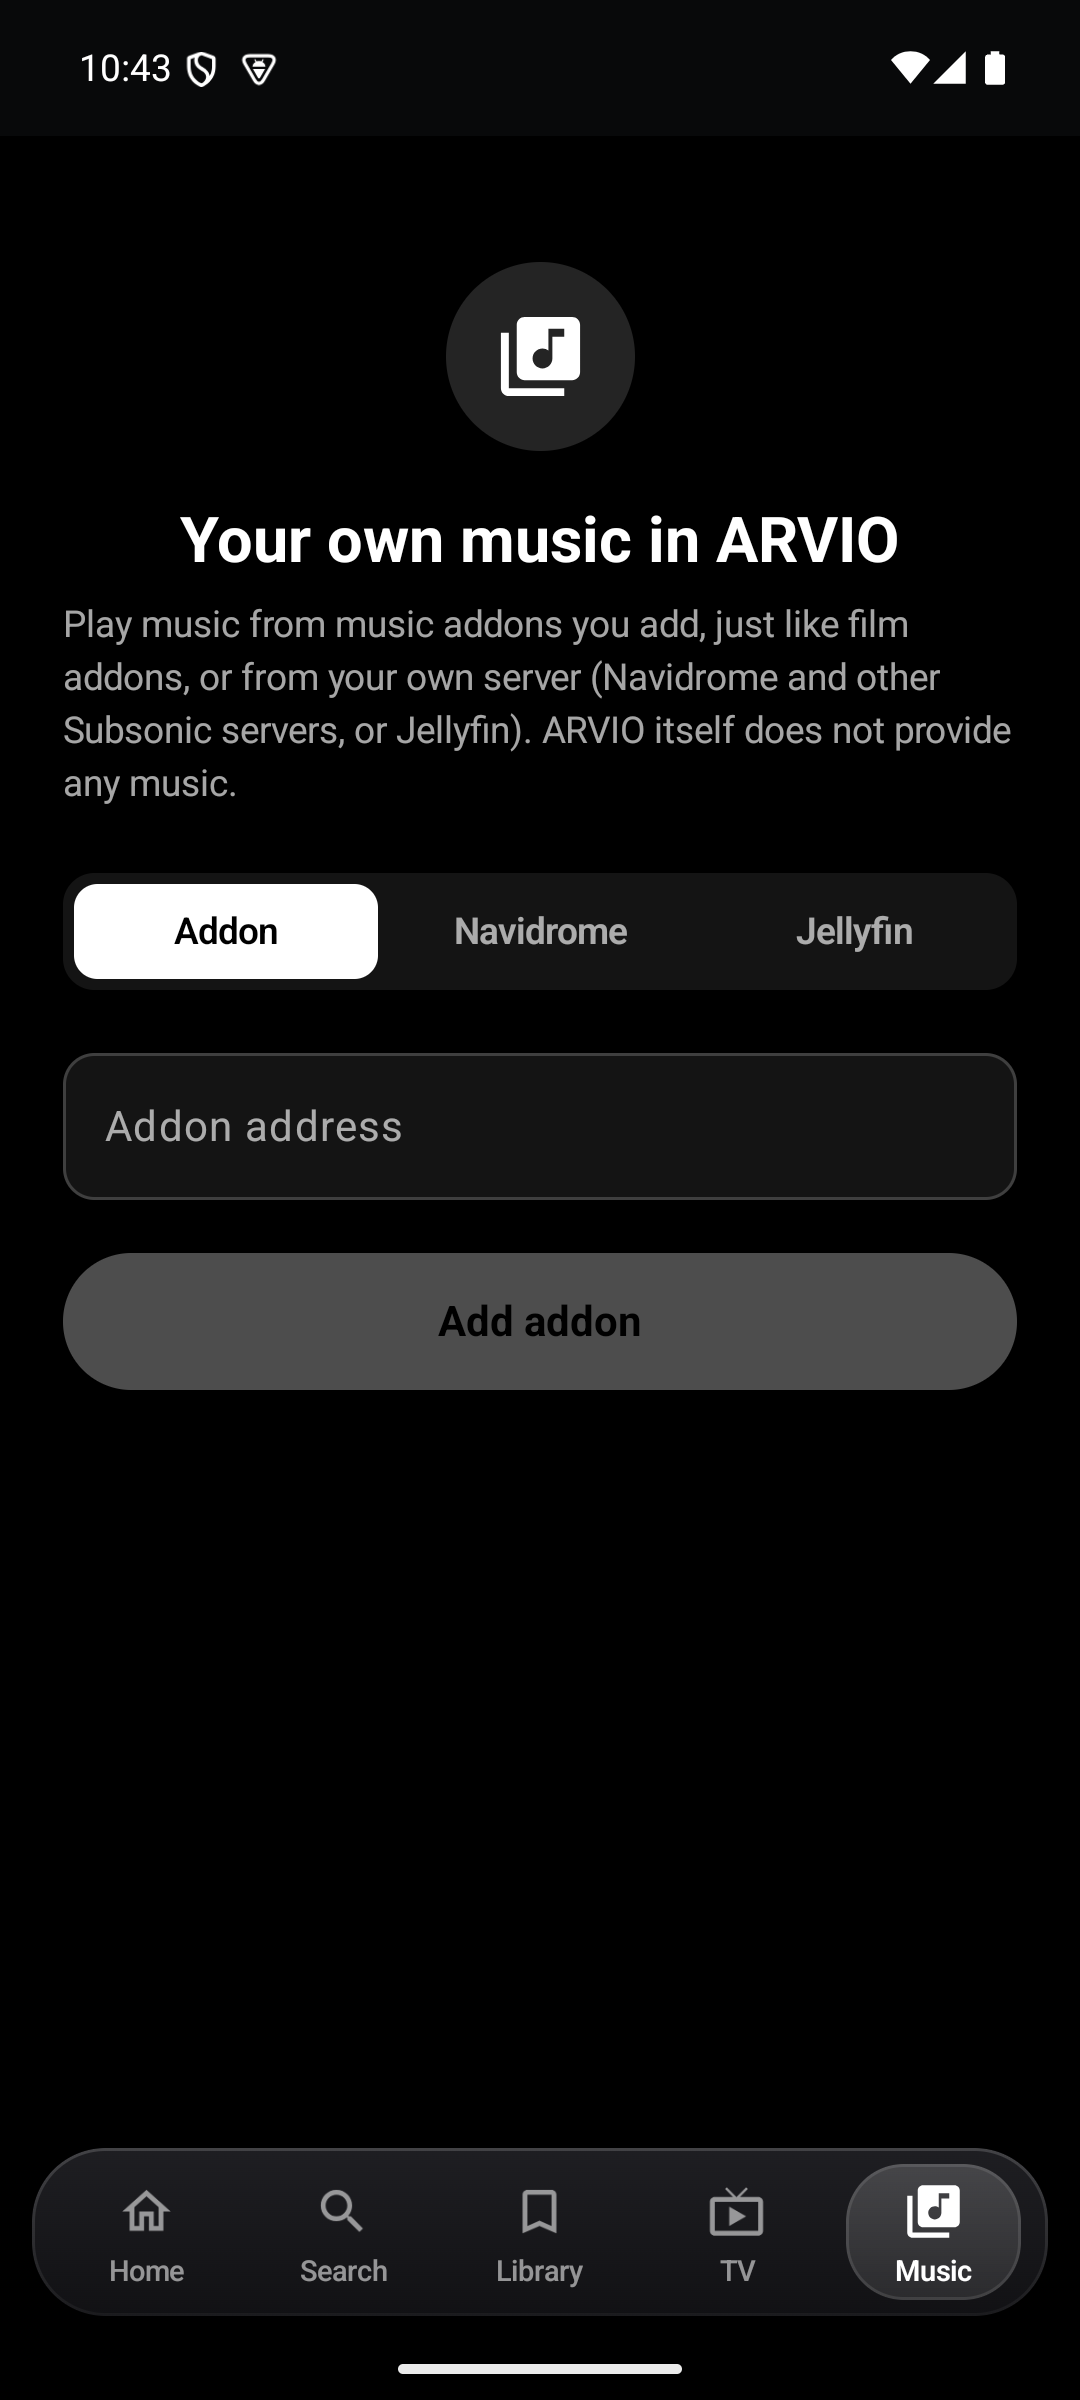 10:43
Your own music in ARVIO
Play music from music addons you add, just like film
addons, or from your own server (Navidrome and other
Subsonic servers, or Jellyfin). ARVIO itself does not provide
any music.
Addon Navidrome Jellyfin
Addon address
Add addon
Home Search Library TV Music